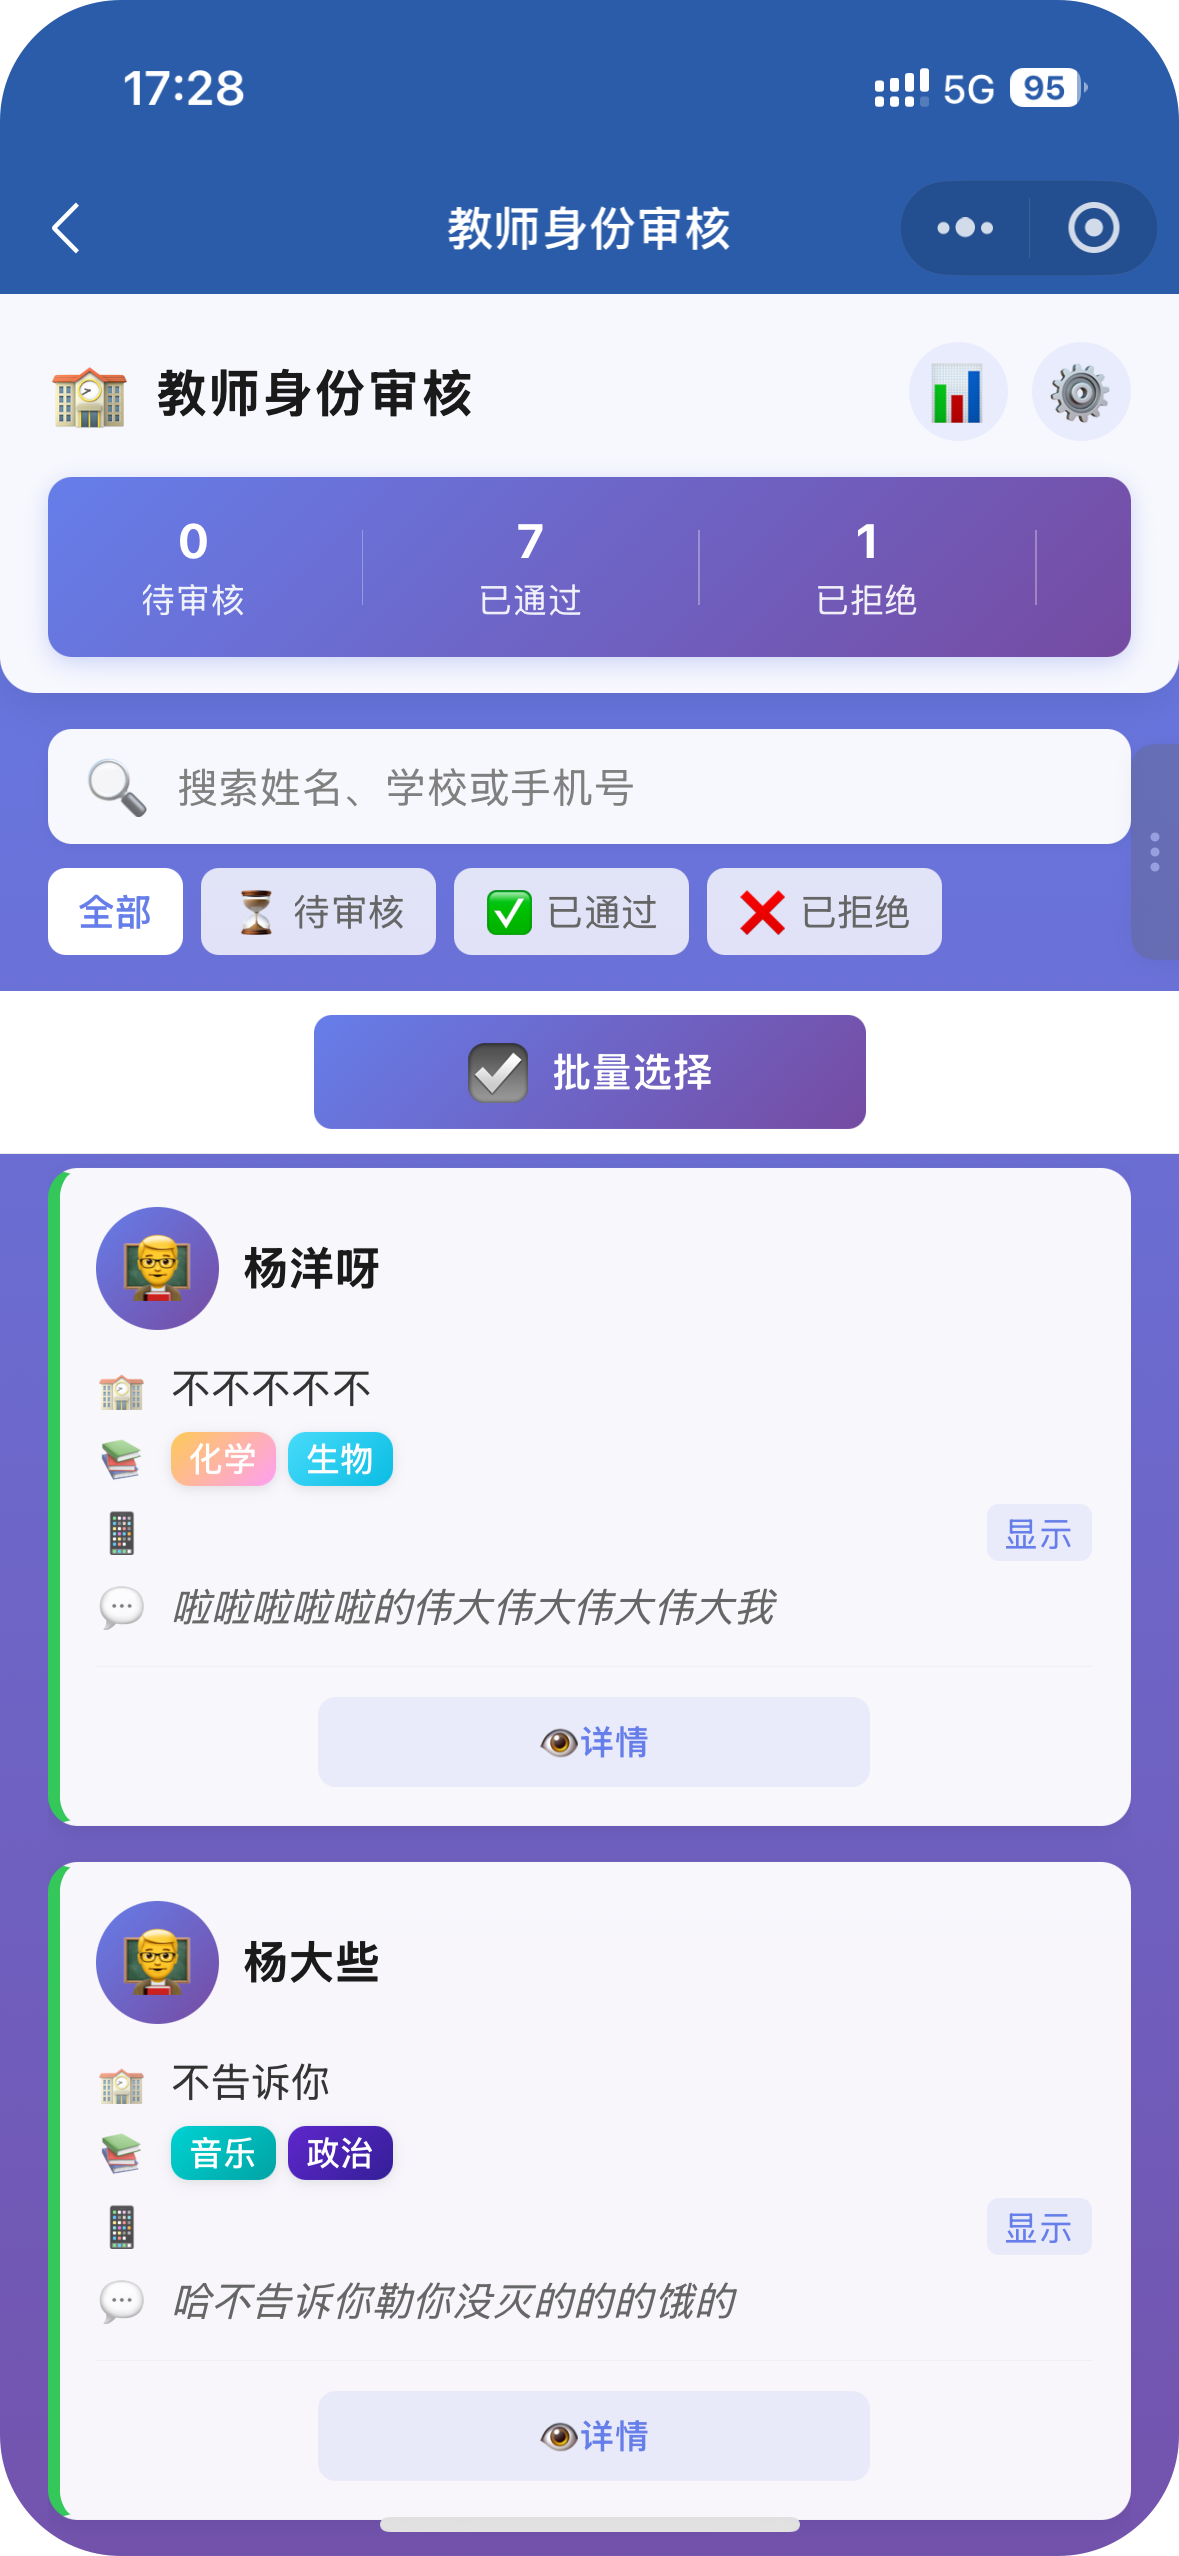 17:28 5G 95
教师身份审核
教师身份审核
0 7 1
待审核 已通过 已拒绝
搜索姓名、学校或手机号
全部 待审核 已通过 已拒绝
批量选择
杨洋呀
不不不不不
化学 生物
显示
啦啦啦啦啦的伟大伟大伟大伟大我
详情
杨大些
不告诉你
音乐 政治
显示
哈不告诉你勒你没灭的的的饿的
详情